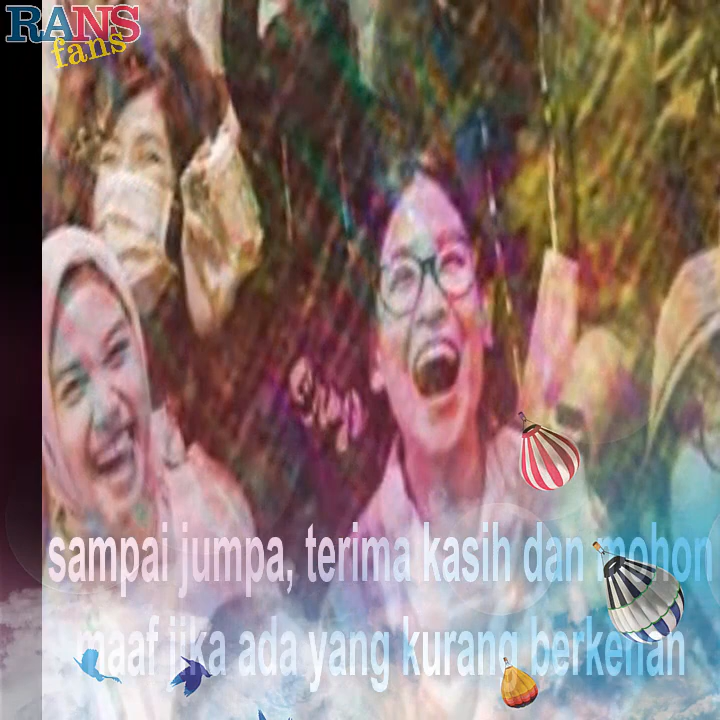 RANS
fans
sampai jumpa, terima kasih dan mohon
maaf jika ada yang kurang berkenan